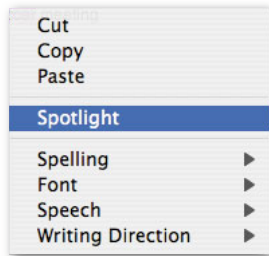 Cut
Copy
Paste
Spotlight
Spelling
Font
Speech
Writing Direction